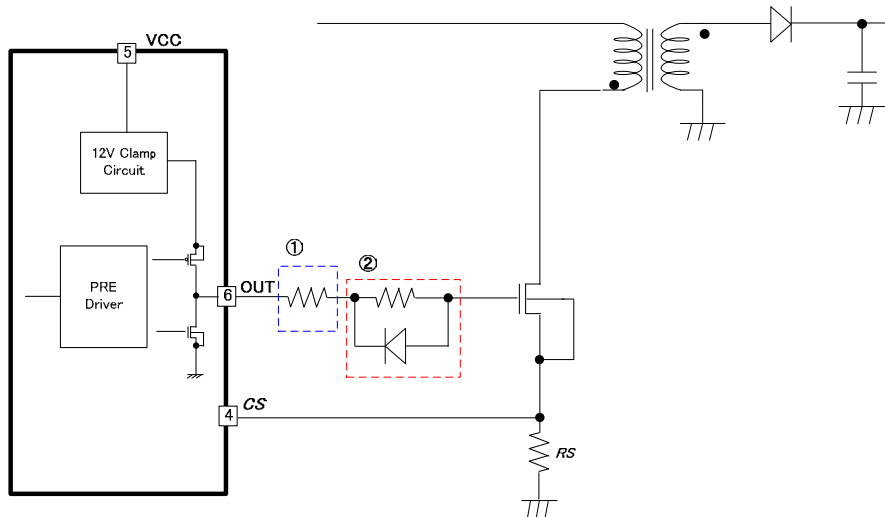 5
VCC
12V Clamp
Circuit
PRE
Driver
①
②
6
OUT
4
CS
RS